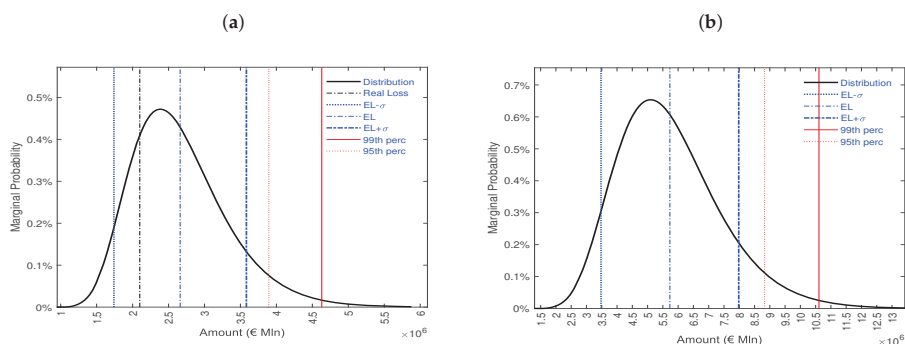 (a)
(b)
Marginal Probability
0.5%
0.4%
0.3%
0.2%
0.1%
0%
Distribution
Real Loss
EL-σ
EL
EL+σ
99th perc
95th perc
1
1.5
2
2.5
3
3.5
4
4.5
5
5.5
6
Amount (€ Mln)
×10⁶
Marginal Probability
0.7%
0.6%
0.5%
0.4%
0.3%
0.2%
0.1%
0%
Distribution
EL-σ
EL
EL+σ
99th perc
95th perc
1.5
2
2.5
3
3.5
4
4.5
5
5.5
6
6.5
7
7.5
8
8.5
9
9.5
10
10.5
11
11.5
12
12.5
13
Amount (€ Mln)
×10⁶